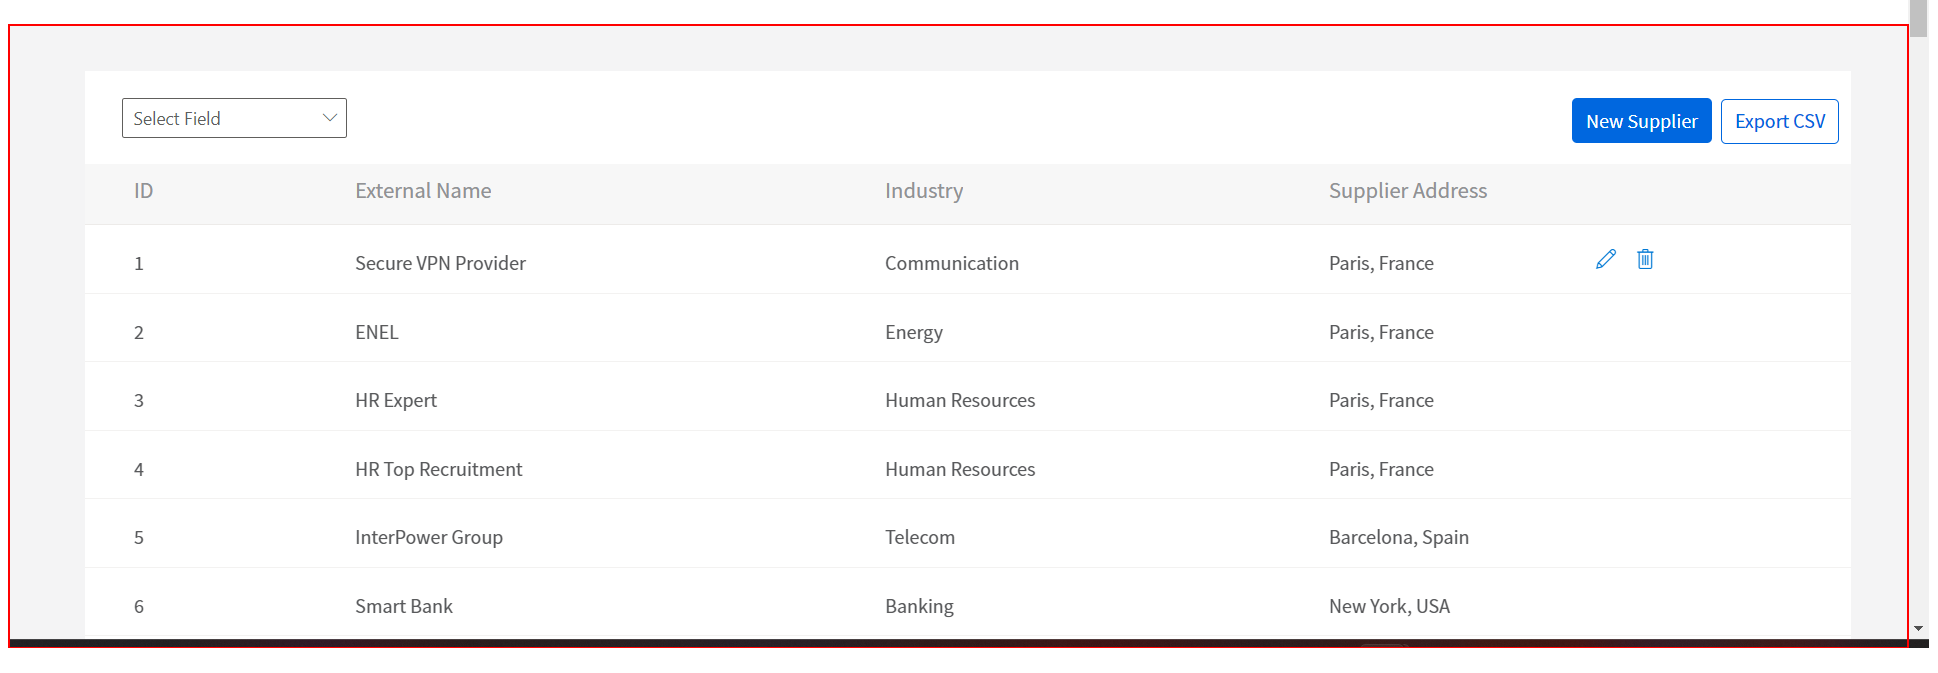 Select Field
New Supplier Export CSV
ID External Name Industry Supplier Address
1 Secure VPN Provider Communication Paris, France
2 ENEL Energy Paris, France
3 HR Expert Human Resources Paris, France
4 HR Top Recruitment Human Resources Paris, France
5 InterPower Group Telecom Barcelona, Spain
6 Smart Bank Banking New York, USA